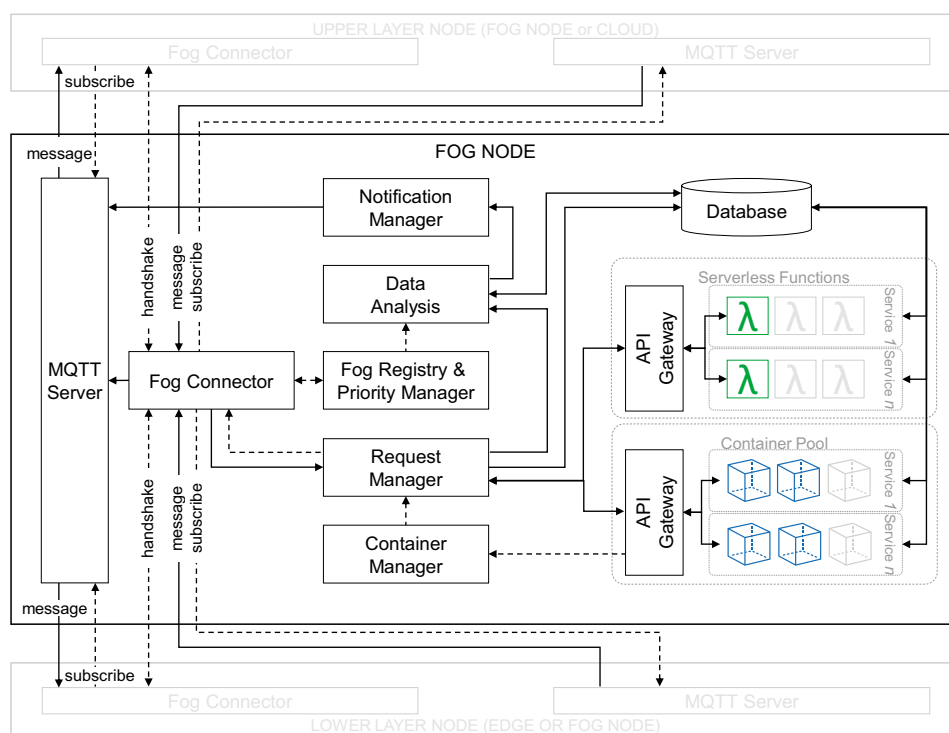 UPPER LAYER NODE (FOG NODE or CLOUD)
Fog Connector
MQTT Server
subscribe
message
handshake
message
subscribe
FOG NODE
Notification
Manager
Database
Data
Analysis
Serverless Functions
API
Gateway
λ
λ
λ
Service 1
λ
λ
λ
Service n
MQTT
Server
Fog Connector
Fog Registry &
Priority Manager
Request
Manager
Container Pool
API
Gateway
Service 1
Service n
Container
Manager
handshake
message
subscribe
message
subscribe
Fog Connector
MQTT Server
LOWER LAYER NODE (EDGE OR FOG NODE)